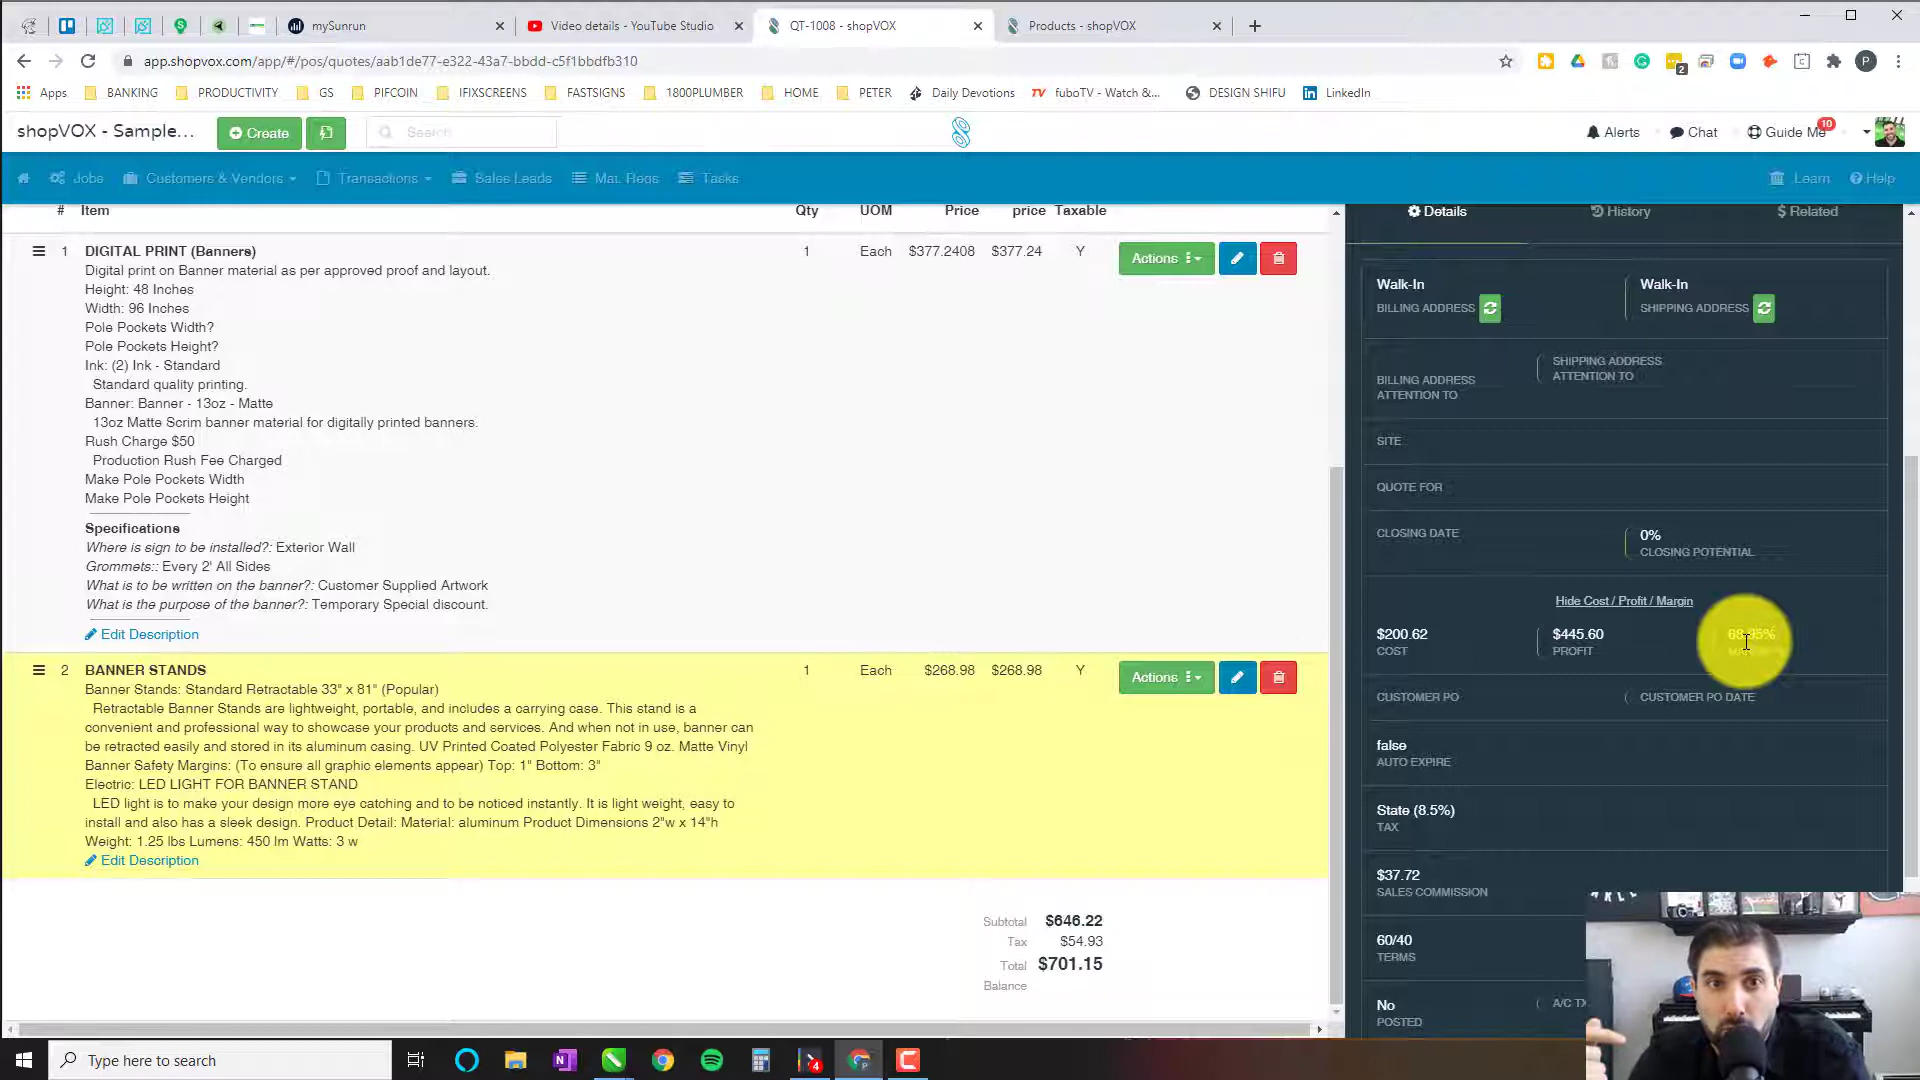 mySunrun
Video details - YouTube Studio
QT-1008 - shopVOX
Products - shopVOX
app.shopvox.com/app/#/pos/quotes/aab1de77-e322-43a7-bbdd-c5f1bbdfb310
2
P
Apps
BANKING
PRODUCTIVITY
GS
PIFCOIN
IFIXSCREENS
FASTSIGNS
1800PLUMBER
HOME
PETER
Daily Devotions
fuboTV - Watch &...
DESIGN SHIFU
LinkedIn
shopVOX - Sample...
Create
Search
Alerts
Chat
Guide Me
10
Jobs
Customers & Vendors
Transactions
Sales Leads
Mat. Reqs
Tasks
Learn
Help
# Item Qty UOM Price price Taxable
1 DIGITAL PRINT (Banners) 1 Each $377.2408 $377.24 Y
Actions
Digital print on Banner material as per approved proof and layout.
Height: 48 Inches
Width: 96 Inches
Pole Pockets Width?
Pole Pockets Height?
Ink: (2) Ink - Standard
Standard quality printing.
Banner: Banner - 13oz - Matte
13oz Matte Scrim banner material for digitally printed banners.
Rush Charge $50
Production Rush Fee Charged
Make Pole Pockets Width
Make Pole Pockets Height
Specifications
Where is sign to be installed?: Exterior Wall
Grommets:: Every 2' All Sides
What is to be written on the banner?: Customer Supplied Artwork
What is the purpose of the banner?: Temporary Special discount.
Edit Description
2 BANNER STANDS 1 Each $268.98 $268.98 Y
Actions
Banner Stands: Standard Retractable 33" x 81" (Popular)
Retractable Banner Stands are lightweight, portable, and includes a carrying case. This stand is a
convenient and professional way to showcase your products and services. And when not in use, banner can
be retracted easily and stored in its aluminum casing. UV Printed Coated Polyester Fabric 9 oz. Matte Vinyl
Banner Safety Margins: (To ensure all graphic elements appear) Top: 1" Bottom: 3"
Electric: LED LIGHT FOR BANNER STAND
LED light is to make your design more eye catching and to be noticed instantly. It is light weight, easy to
install and also has a sleek design. Product Detail: Material: aluminum Product Dimensions 2"w x 14"h
Weight: 1.25 lbs Lumens: 450 lm Watts: 3 w
Edit Description
Subtotal $646.22
Tax $54.93
Total $701.15
Balance
Details
History
Related
Walk-In
BILLING ADDRESS
Walk-In
SHIPPING ADDRESS
BILLING ADDRESS
ATTENTION TO
SHIPPING ADDRESS
ATTENTION TO
SITE
QUOTE FOR
CLOSING DATE
0%
CLOSING POTENTIAL
Hide Cost / Profit / Margin
$200.62
COST
$445.60
PROFIT
68.95%
CUSTOMER PO
CUSTOMER PO DATE
false
AUTO EXPIRE
State (8.5%)
TAX
$37.72
SALES COMMISSION
60/40
TERMS
No
POSTED
A/C TX
Type here to search
4